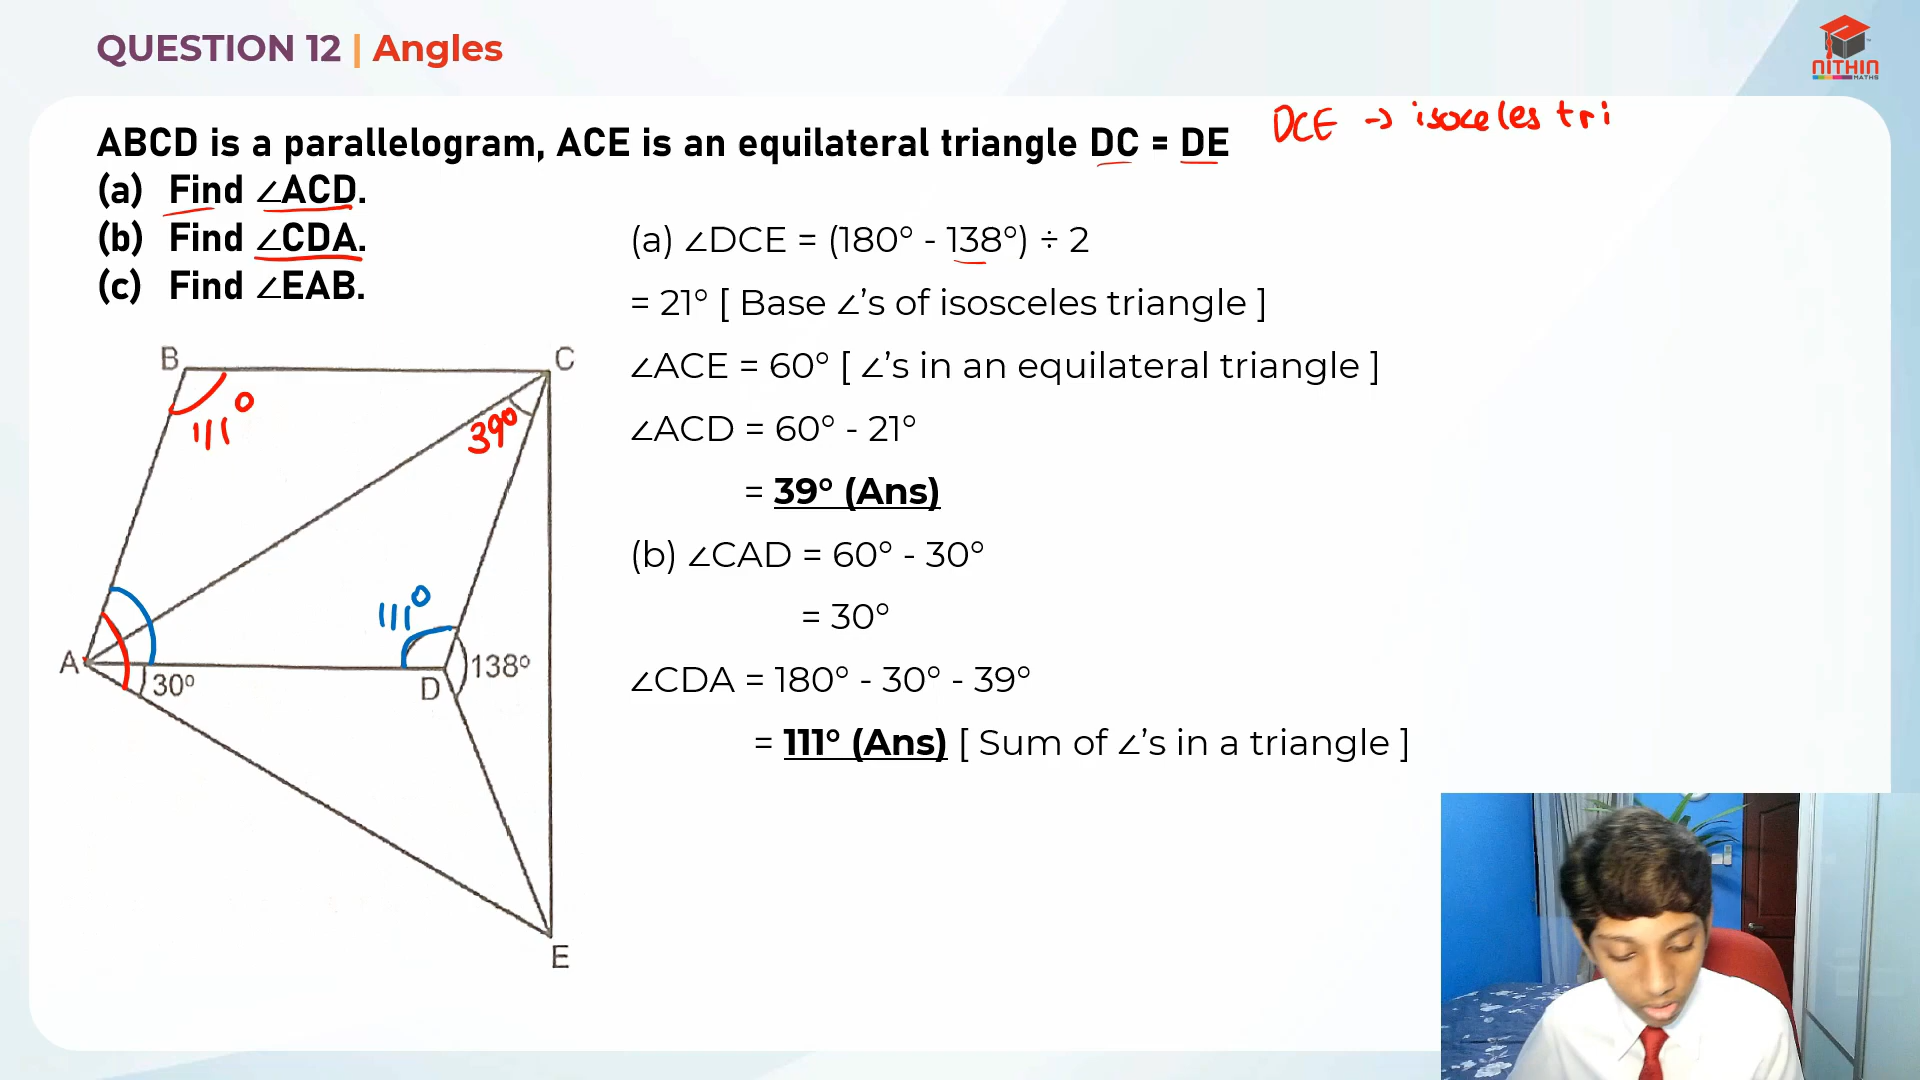 QUESTION 12 | Angles
NITHIN
MATHS
ABCD is a parallelogram, ACE is an equilateral triangle DC = DE
DCE → isosceles tri
(a) Find ∠ACD.
(b) Find ∠CDA.
(c) Find ∠EAB.
(a) ∠DCE = (180° - 138°) ÷ 2
= 21° [ Base ∠’s of isosceles triangle ]
∠ACE = 60° [ ∠’s in an equilateral triangle ]
∠ACD = 60° - 21°
= 39° (Ans)
(b) ∠CAD = 60° - 30°
= 30°
∠CDA = 180° - 30° - 39°
= 111° (Ans) [ Sum of ∠’s in a triangle ]
B
C
111°
39°
111°
A
30°
D
138°
E